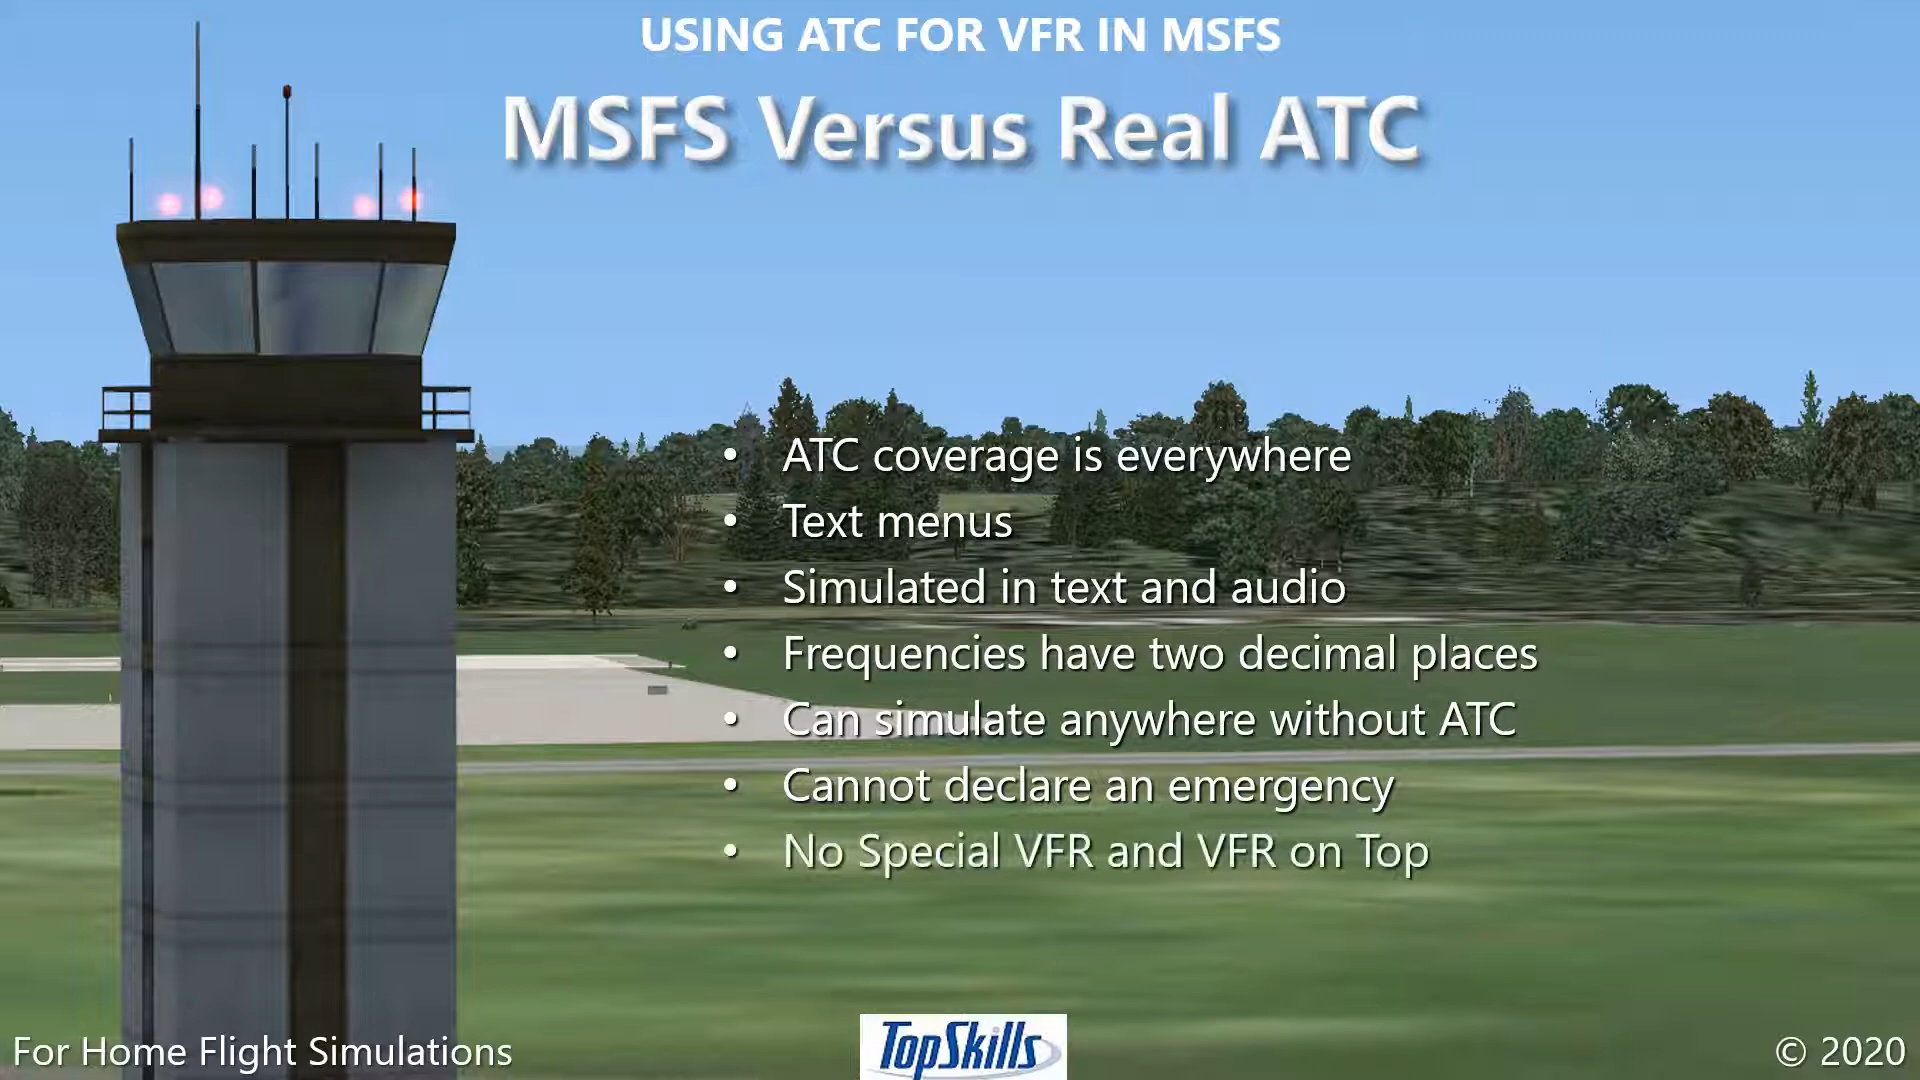 USING ATC FOR VFR IN MSFS
MSFS Versus Real ATC
• ATC coverage is everywhere
• Text menus
• Simulated in text and audio
• Frequencies have two decimal places
• Can simulate anywhere without ATC
• Cannot declare an emergency
• No Special VFR and VFR on Top
For Home Flight Simulations
TopSkills
© 2020